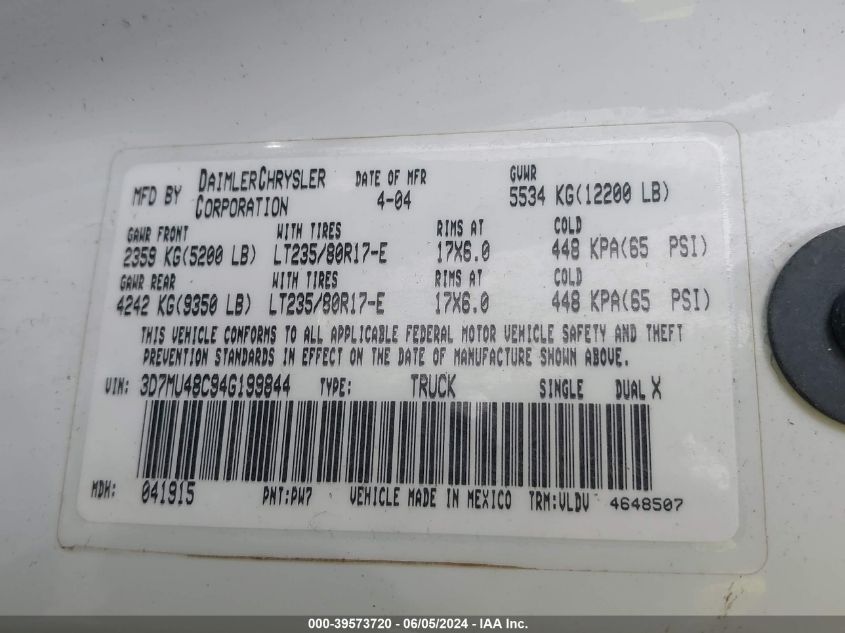 MFD BY DAIMLERCHRYSLER CORPORATION DATE OF MFR 4-04 GVWR 5534 KG(12200 LB)
GAWR FRONT WITH TIRES RIMS AT COLD
2359 KG(5200 LB) LT235/80R17-E 17X6.0 448 KPA(65 PSI)
GAWR REAR WITH TIRES RIMS AT COLD
4242 KG(9350 LB) LT235/80R17-E 17X6.0 448 KPA(65 PSI)
THIS VEHICLE CONFORMS TO ALL APPLICABLE FEDERAL MOTOR VEHICLE SAFETY AND THEFT
PREVENTION STANDARDS IN EFFECT ON THE DATE OF MANUFACTURE SHOWN ABOVE.
VIN: 3D7MU48C94G199844 TYPE: TRUCK SINGLE DUAL X
MDH: 041915 PNT:PW7 VEHICLE MADE IN MEXICO TRM:VLDV 4648507
000-39573720 - 06/05/2024 - IAA Inc.